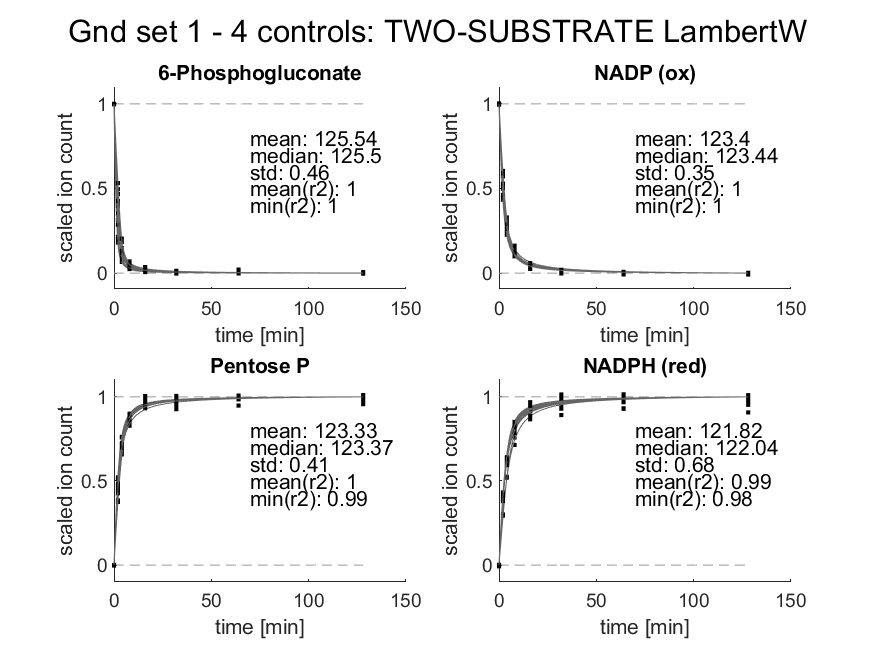 Gnd set 1 - 4 controls: TWO-SUBSTRATE LambertW
6-Phosphogluconate
scaled ion count
1
0.5
0
mean: 125.54
median: 125.5
std: 0.46
mean(r2): 1
min(r2): 1
0 50 100 150
time [min]
NADP (ox)
scaled ion count
1
0.5
0
mean: 123.4
median: 123.44
std: 0.35
mean(r2): 1
min(r2): 1
0 50 100 150
time [min]
Pentose P
scaled ion count
1
0.5
0
mean: 123.33
median: 123.37
std: 0.41
mean(r2): 1
min(r2): 0.99
0 50 100 150
time [min]
NADPH (red)
scaled ion count
1
0.5
0
mean: 121.82
median: 122.04
std: 0.68
mean(r2): 0.99
min(r2): 0.98
0 50 100 150
time [min]